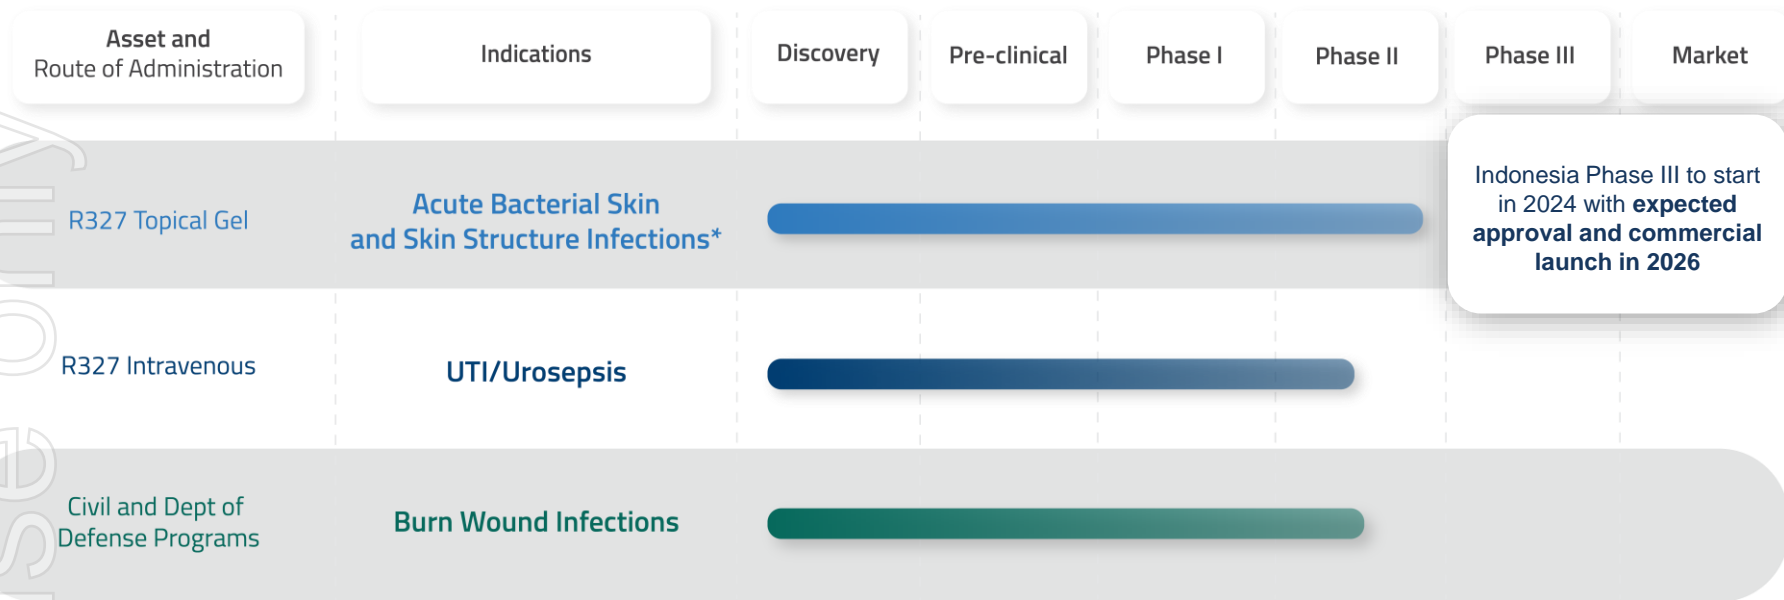 Asset and
Route of Administration
Indications
Discovery
Pre-clinical
Phase I
Phase II
Phase III
Market
R327 Topical Gel
Acute Bacterial Skin
and Skin Structure Infections*
Indonesia Phase III to start
in 2024 with expected
approval and commercial
launch in 2026
R327 Intravenous
UTI/Urosepsis
Civil and Dept of
Defense Programs
Burn Wound Infections
se only